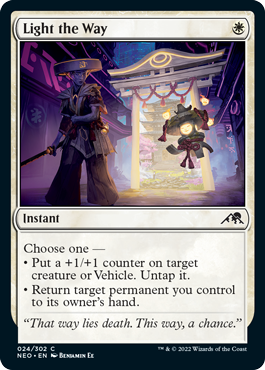 Light the Way
Instant
Choose one —
• Put a +1/+1 counter on target
creature or Vehicle. Untap it.
• Return target permanent you control
to its owner's hand.
"That way lies death. This way, a chance."
024/302 C
NEO • EN Benjamin Ee
™ & © 2022 Wizards of the Coast